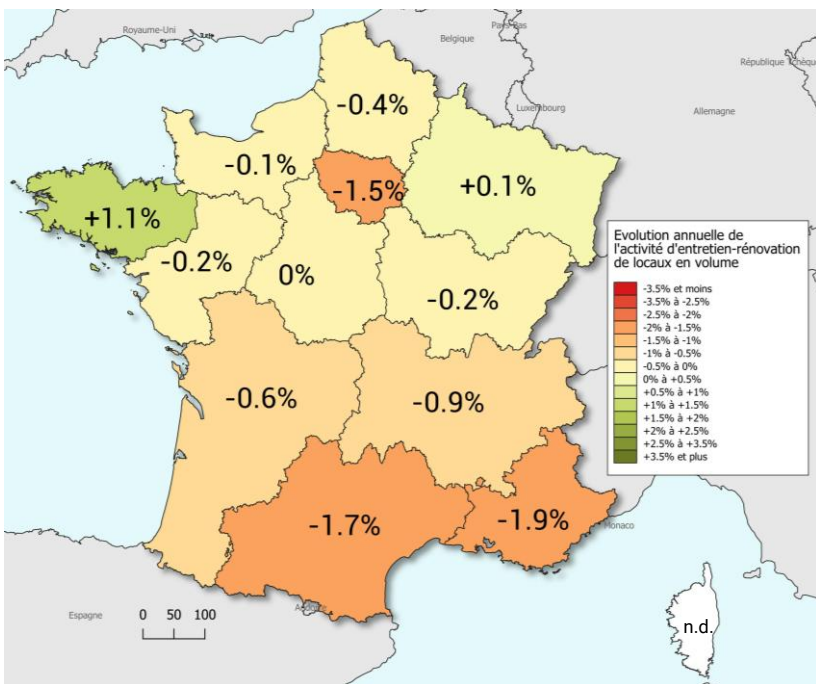 Royaume-Uni
Pays-Bas
Belgique
République Tchèque
Luxembourg
Allemagne
-0.4%
-0.1%
-1.5%
+0.1%
+1.1%
-0.2%
0%
-0.2%
-0.6%
-0.9%
-1.7%
-1.9%
Monaco
Espagne
0 50 100
n.d.
Evolution annuelle de
l'activité d'entretien-rénovation
de locaux en volume
-3.5% et moins
-3.5% à -2.5%
-2.5% à -2%
-2% à -1.5%
-1.5% à -1%
-1% à -0.5%
-0.5% à 0%
0% à +0.5%
+0.5% à +1%
+1% à +1.5%
+1.5% à +2%
+2% à +2.5%
+2.5% à +3.5%
+3.5% et plus